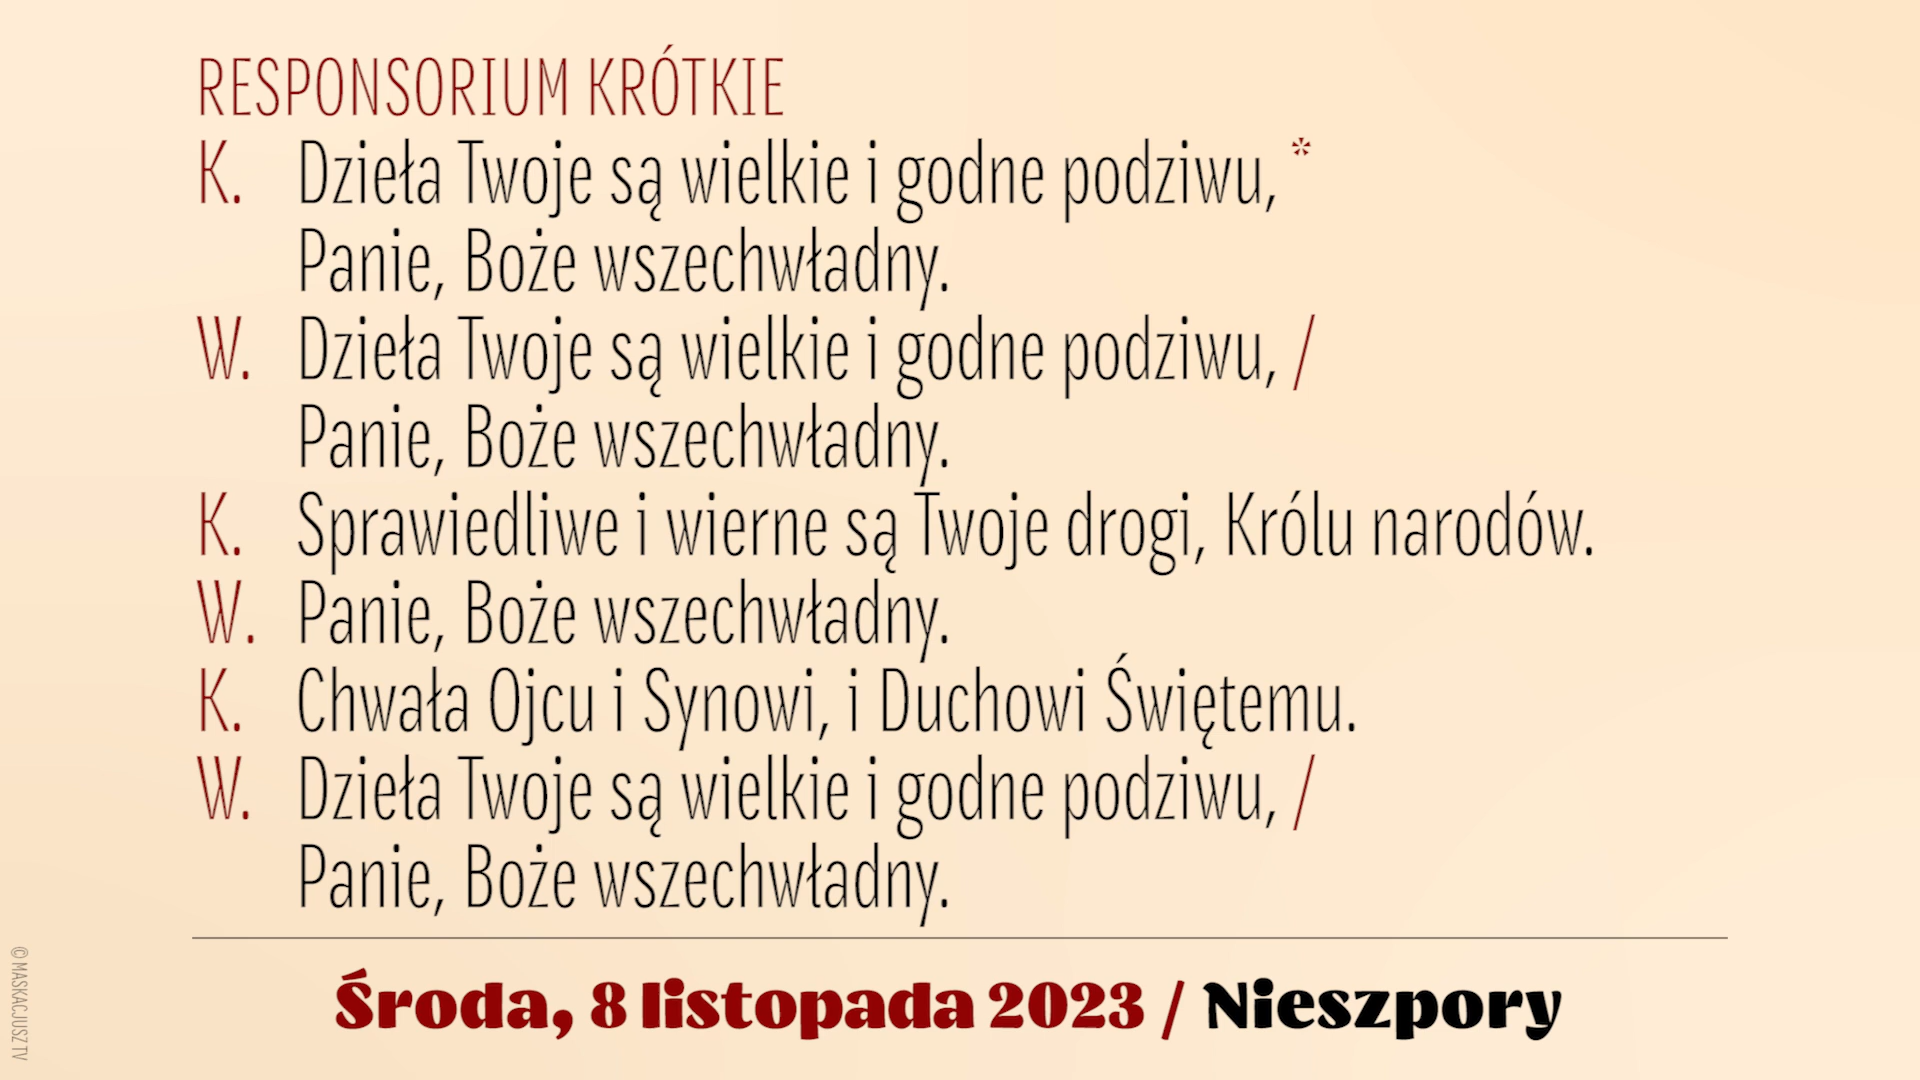 RESPONSORIUM KRÓTKIE
K. Dzieła Twoje są wielkie i godne podziwu, *
Panie, Boże wszechwładny.
W. Dzieła Twoje są wielkie i godne podziwu, /
Panie, Boże wszechwładny.
K. Sprawiedliwe i wierne są Twoje drogi, Królu narodów.
W. Panie, Boże wszechwładny.
K. Chwała Ojcu i Synowi, i Duchowi Świętemu.
W. Dzieła Twoje są wielkie i godne podziwu, /
Panie, Boże wszechwładny.
Środa, 8 listopada 2023 / Nieszpory
© MASKACJUSZ TV